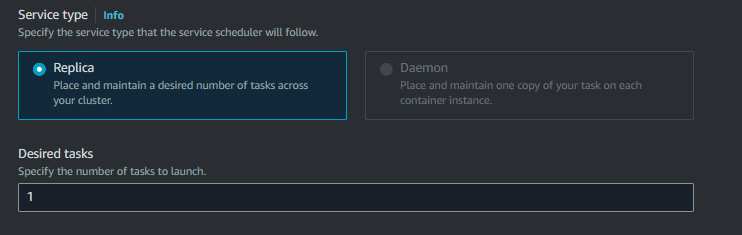 Service type Info
Specify the service type that the service scheduler will follow.
Replica
Place and maintain a desired number of tasks across
your cluster.
Daemon
Place and maintain one copy of your task on each
container instance.
Desired tasks
Specify the number of tasks to launch.
1